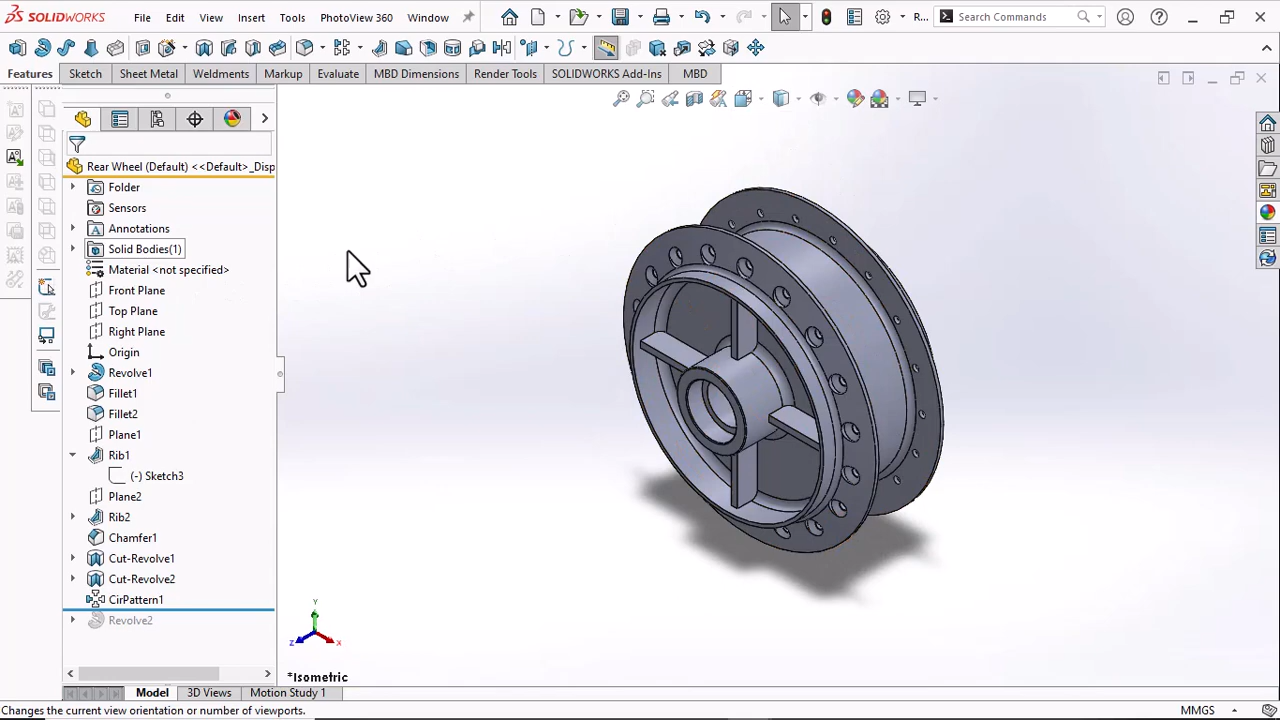 SOLIDWORKS File Edit View Insert Tools PhotoView 360 Window R... Search Commands
Features Sketch Sheet Metal Markup Weldments Evaluate MBD Dimensions Render Tools SOLIDWORKS Add-Ins MBD
Rear Wheel (Default) <<Default>_Disp
Folder
Sensors
Annotations
Solid Bodies(1)
Material <not specified>
Front Plane
Top Plane
Right Plane
Origin
Revolve1
Fillet1
Fillet2
Plane1
Rib1
(-) Sketch3
Plane2
Rib2
Chamfer1
Cut-Revolve1
Cut-Revolve2
CirPattern1
Revolve2
Y
Z X
*Isometric
Model 3D Views Motion Study 1
Changes the current view orientation or number of viewports. MMGS